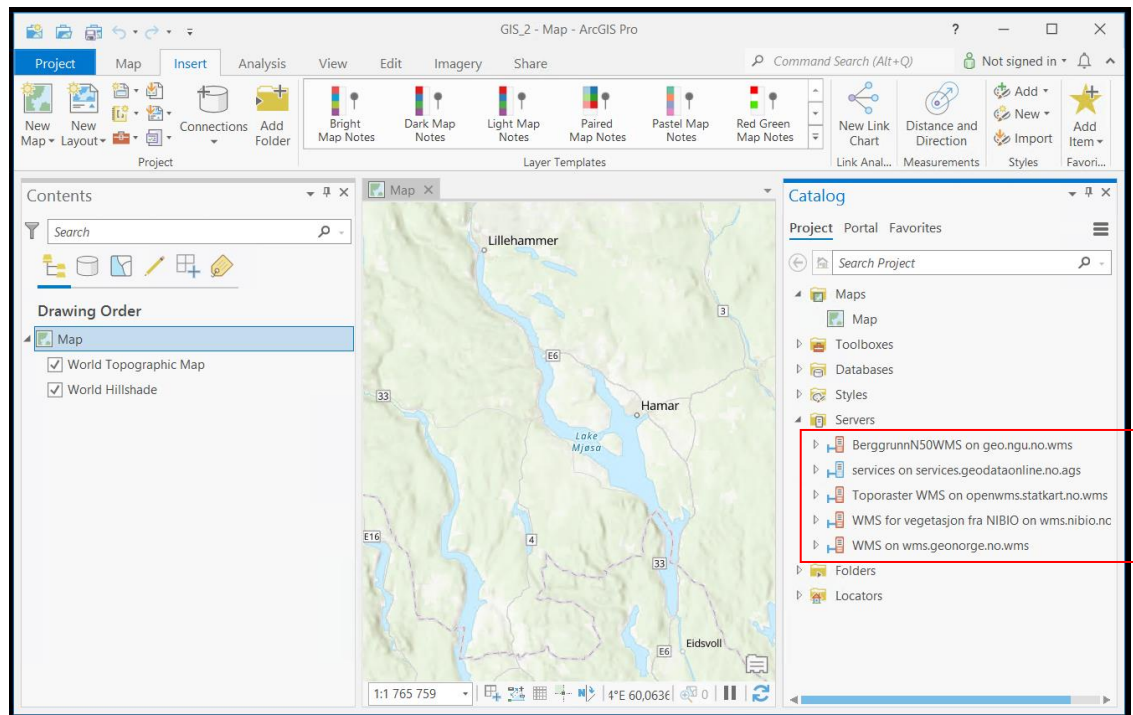 GIS_2 - Map - ArcGIS Pro
?
Project Map Insert Analysis View Edit Imagery Share
Command Search (Alt+Q)
Not signed in
New Map
New Layout
Connections
Add Folder
Bright Map Notes
Dark Map Notes
Light Map Notes
Paired Map Notes
Pastel Map Notes
Red Green Map Notes
New Link Chart
Distance and Direction
Add
New
Import
Add Item
Project
Layer Templates
Link Anal...
Measurements
Styles
Favori...
Contents
Search
Drawing Order
Map
World Topographic Map
World Hillshade
Map
Lillehammer
3
E6
33
Hamar
Lake
Mjøsa
E16
4
33
E6
Eidsvoll
1:1 765 759
4°E 60,0636
0
Catalog
Project Portal Favorites
Search Project
Maps
Map
Toolboxes
Databases
Styles
Servers
BerggrunnN50WMS on geo.ngu.no.wms
services on services.geodataonline.no.ags
Toporaster WMS on openwms.statkart.no.wms
WMS for vegetasjon fra NIBIO on wms.nibio.nc
WMS on wms.geonorge.no.wms
Folders
Locators